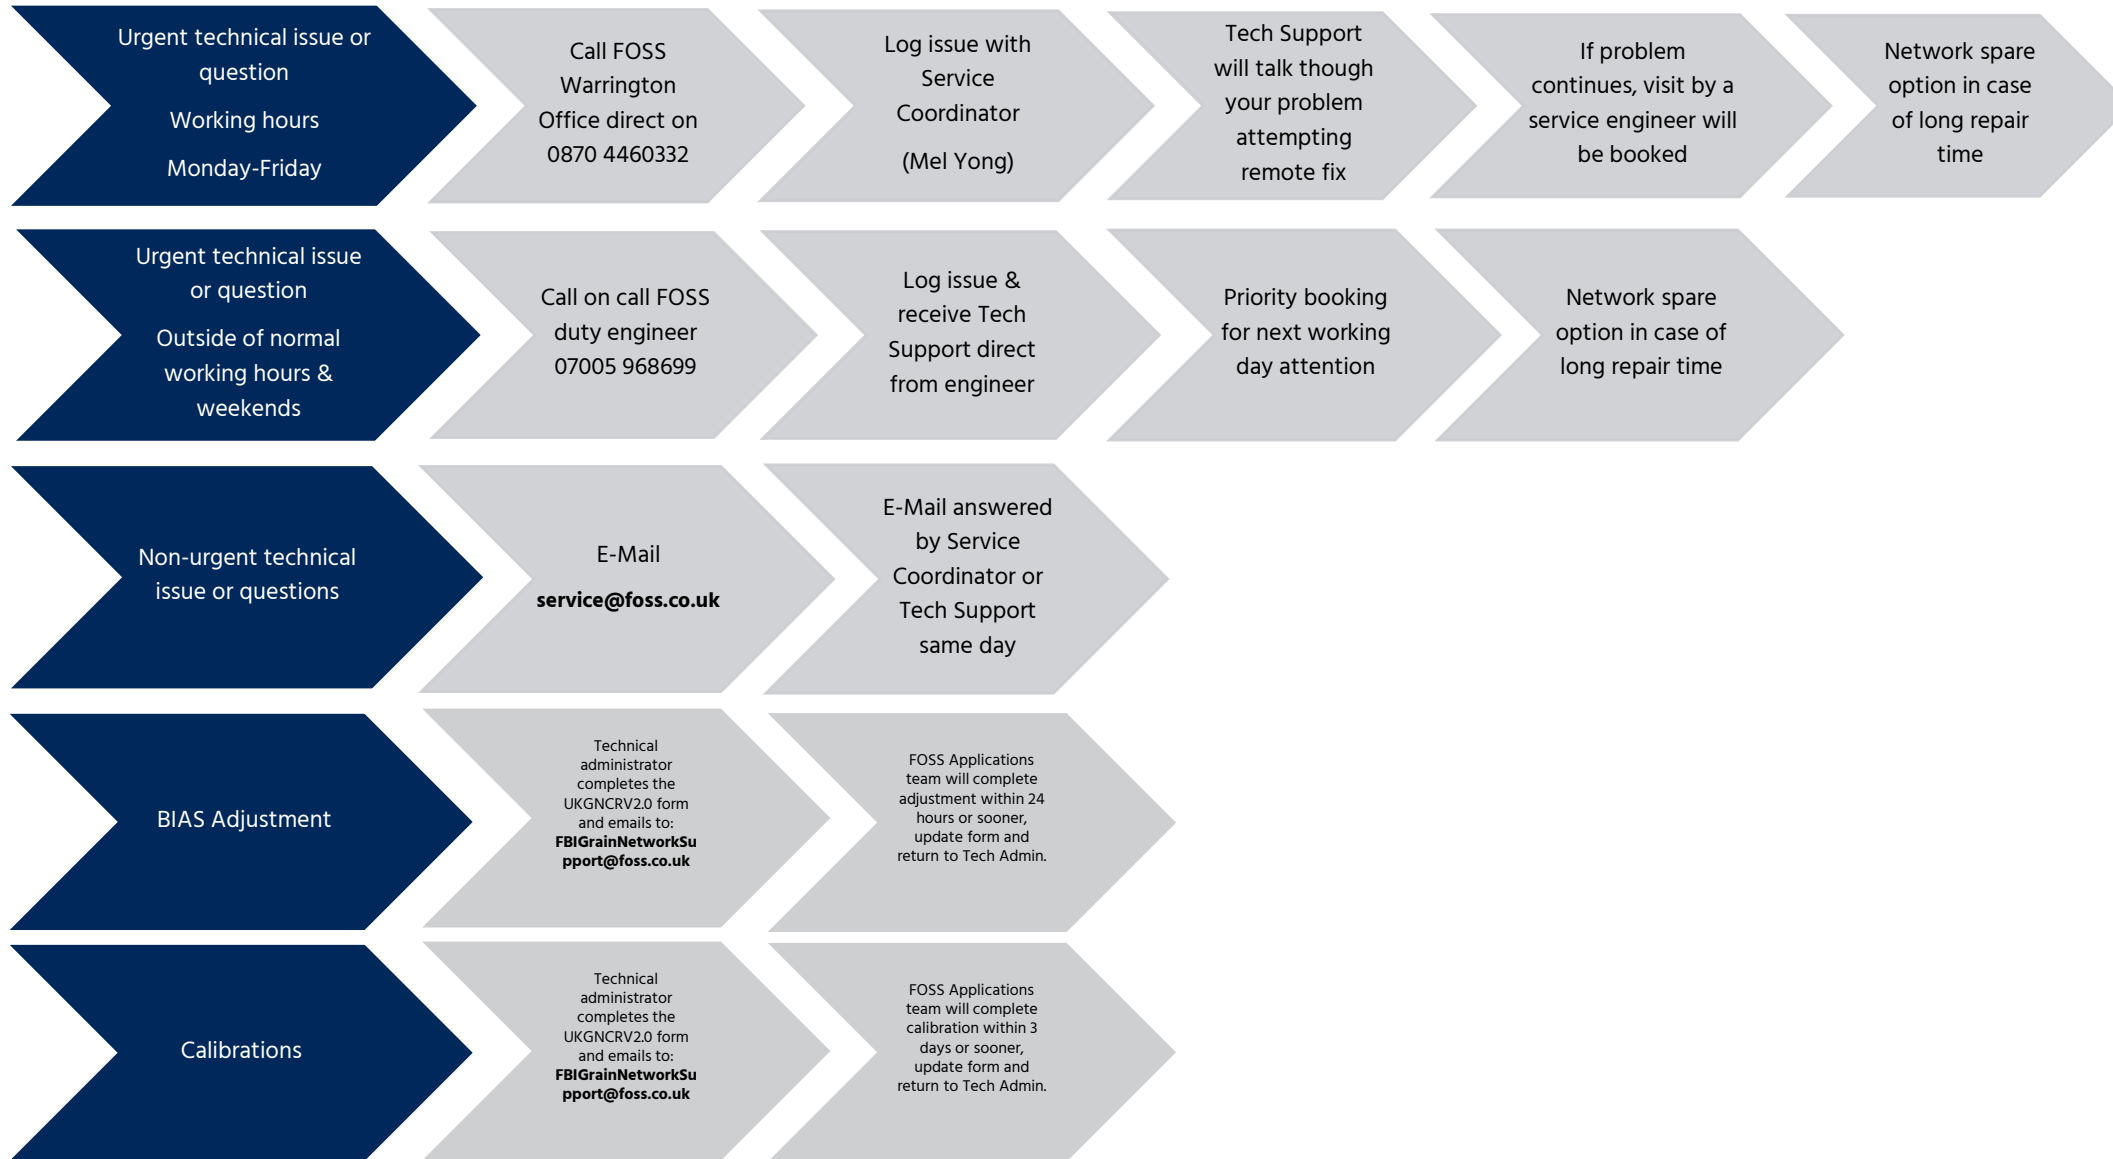 Urgent technical issue or
question
Working hours
Monday-Friday
Call FOSS
Warrington
Office direct on
0870 4460332
Log issue with
Service
Coordinator
(Mel Yong)
Tech Support
will talk though
your problem
attempting
remote fix
If problem
continues, visit by a
service engineer will
be booked
Network spare
option in case
of long repair
time
Urgent technical issue
or question
Outside of normal
working hours &
weekends
Call on call FOSS
duty engineer
07005 968699
Log issue &
receive Tech
Support direct
from engineer
Priority booking
for next working
day attention
Network spare
option in case of
long repair time
Non-urgent technical
issue or questions
E-Mail
service@foss.co.uk
E-Mail answered
by Service
Coordinator or
Tech Support
same day
BIAS Adjustment
Technical
administrator
completes the
UKGNCRV2.0 form
and emails to:
FBIGrainNetworkSu
pport@foss.co.uk
FOSS Applications
team will complete
adjustment within 24
hours or sooner,
update form and
return to Tech Admin.
Calibrations
Technical
administrator
completes the
UKGNCRV2.0 form
and emails to:
FBIGrainNetworkSu
pport@foss.co.uk
FOSS Applications
team will complete
calibration within 3
days or sooner,
update form and
return to Tech Admin.